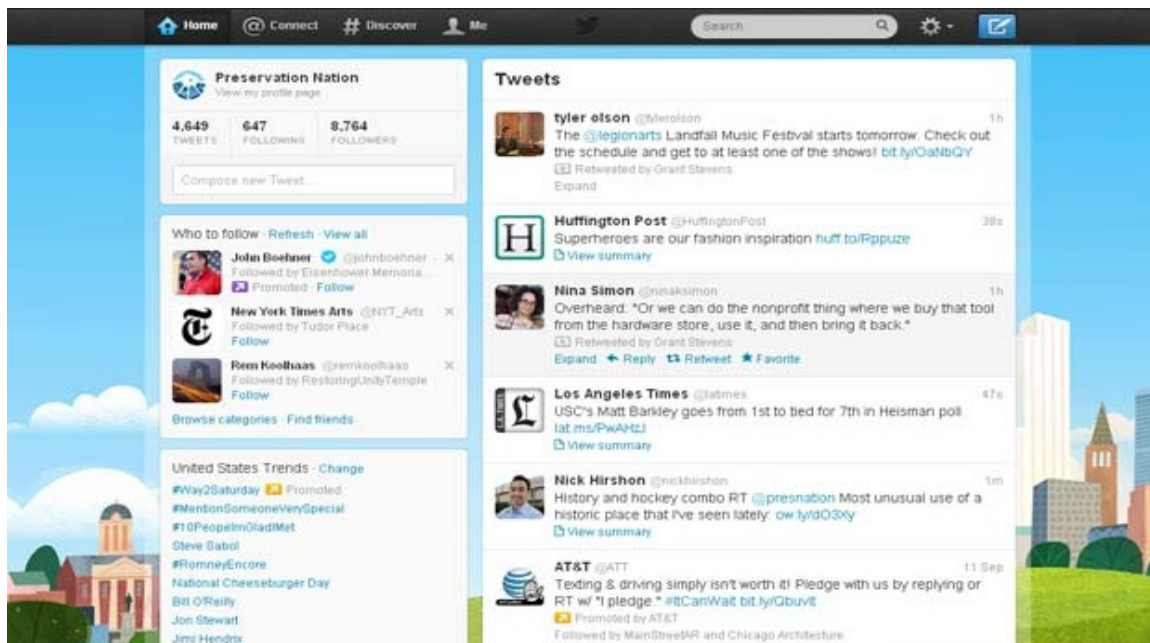 Home Connect Discover Me Search
Preservation Nation
View my profile page
4,649 647 8,764
TWEETS FOLLOWING FOLLOWERS
Compose new Tweet...
Who to follow · Refresh · View all
John Boehner @johnboehner
Followed by Eisenhower Memoria...
Promoted · Follow
New York Times Arts @NYT_Arts
Followed by Tudor Place
Follow
Rem Koolhaas @remkoolhaas
Followed by RestoringUnityTemple
Follow
Browse categories · Find friends
United States Trends · Change
#Way2Saturday Promoted
#MentionSomeoneVerySpecial
#10PeopleImGladIMet
Steve Sabol
#RomneyEncore
National Cheeseburger Day
Bill O'Reilly
Jon Stewart
Jimi Hendrix
Tweets
tyler olson @tylerolson 1h
The @legionarts Landfall Music Festival starts tomorrow. Check out
the schedule and get to at least one of the shows! bit.ly/OaNbQY
Retweeted by Grant Stevens
Expand
Huffington Post @HuffingtonPost 38s
Superheroes are our fashion inspiration huff.to/Rppuze
View summary
Nina Simon @ninaksimon 1h
Overheard: "Or we can do the nonprofit thing where we buy that tool
from the hardware store, use it, and then bring it back."
Retweeted by Grant Stevens
Expand Reply Retweet Favorite
Los Angeles Times @latimes 47s
USC's Matt Barkley goes from 1st to tied for 7th in Heisman poll
lat.ms/PwAHzJ
View summary
Nick Hirshon @nickhirshon 1m
History and hockey combo RT @presnation Most unusual use of a
historic place that I've seen lately: ow.ly/dO3Xy
View summary
AT&T @ATT 11 Sep
Texting & driving simply isn't worth it! Pledge with us by replying or
RT w/ "I pledge." #ItCanWait bit.ly/Qbuvit
Promoted by AT&T
Followed by MainStreetAR and Chicago Architecture.